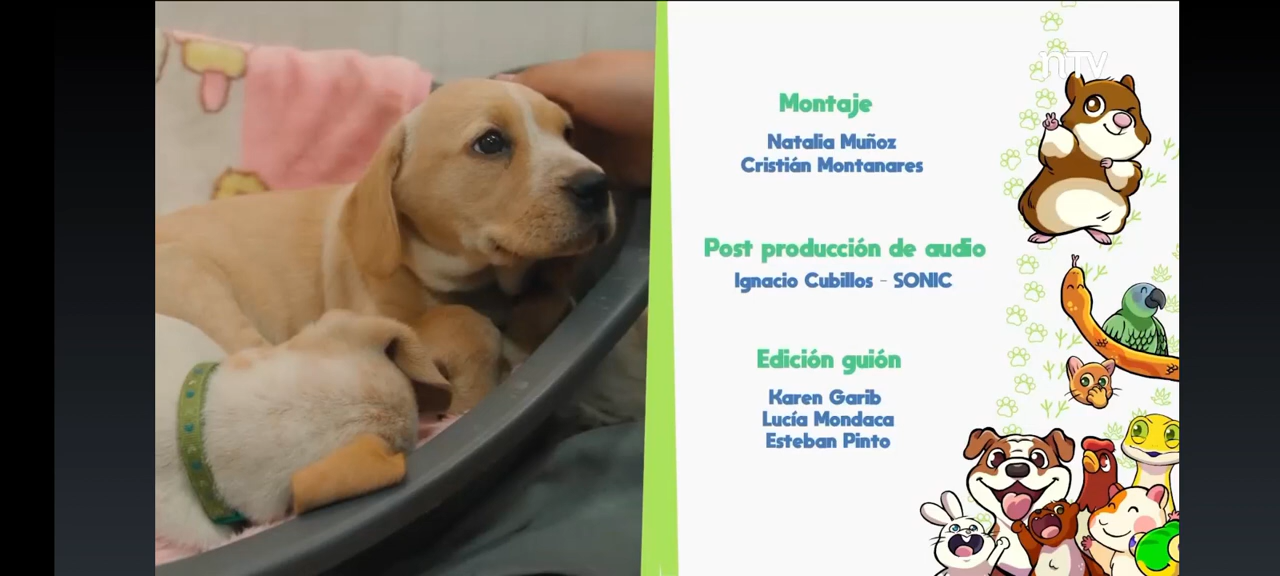 nTV
Montaje
Natalia Muñoz
Cristián Montanares
Post producción de audio
Ignacio Cubillos - SONIC
Edición guión
Karen Garib
Lucía Mondaca
Esteban Pinto